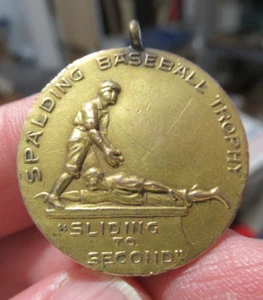 SPALDING BASEBALL TROPHY
"SLIDING
TO
SECOND"